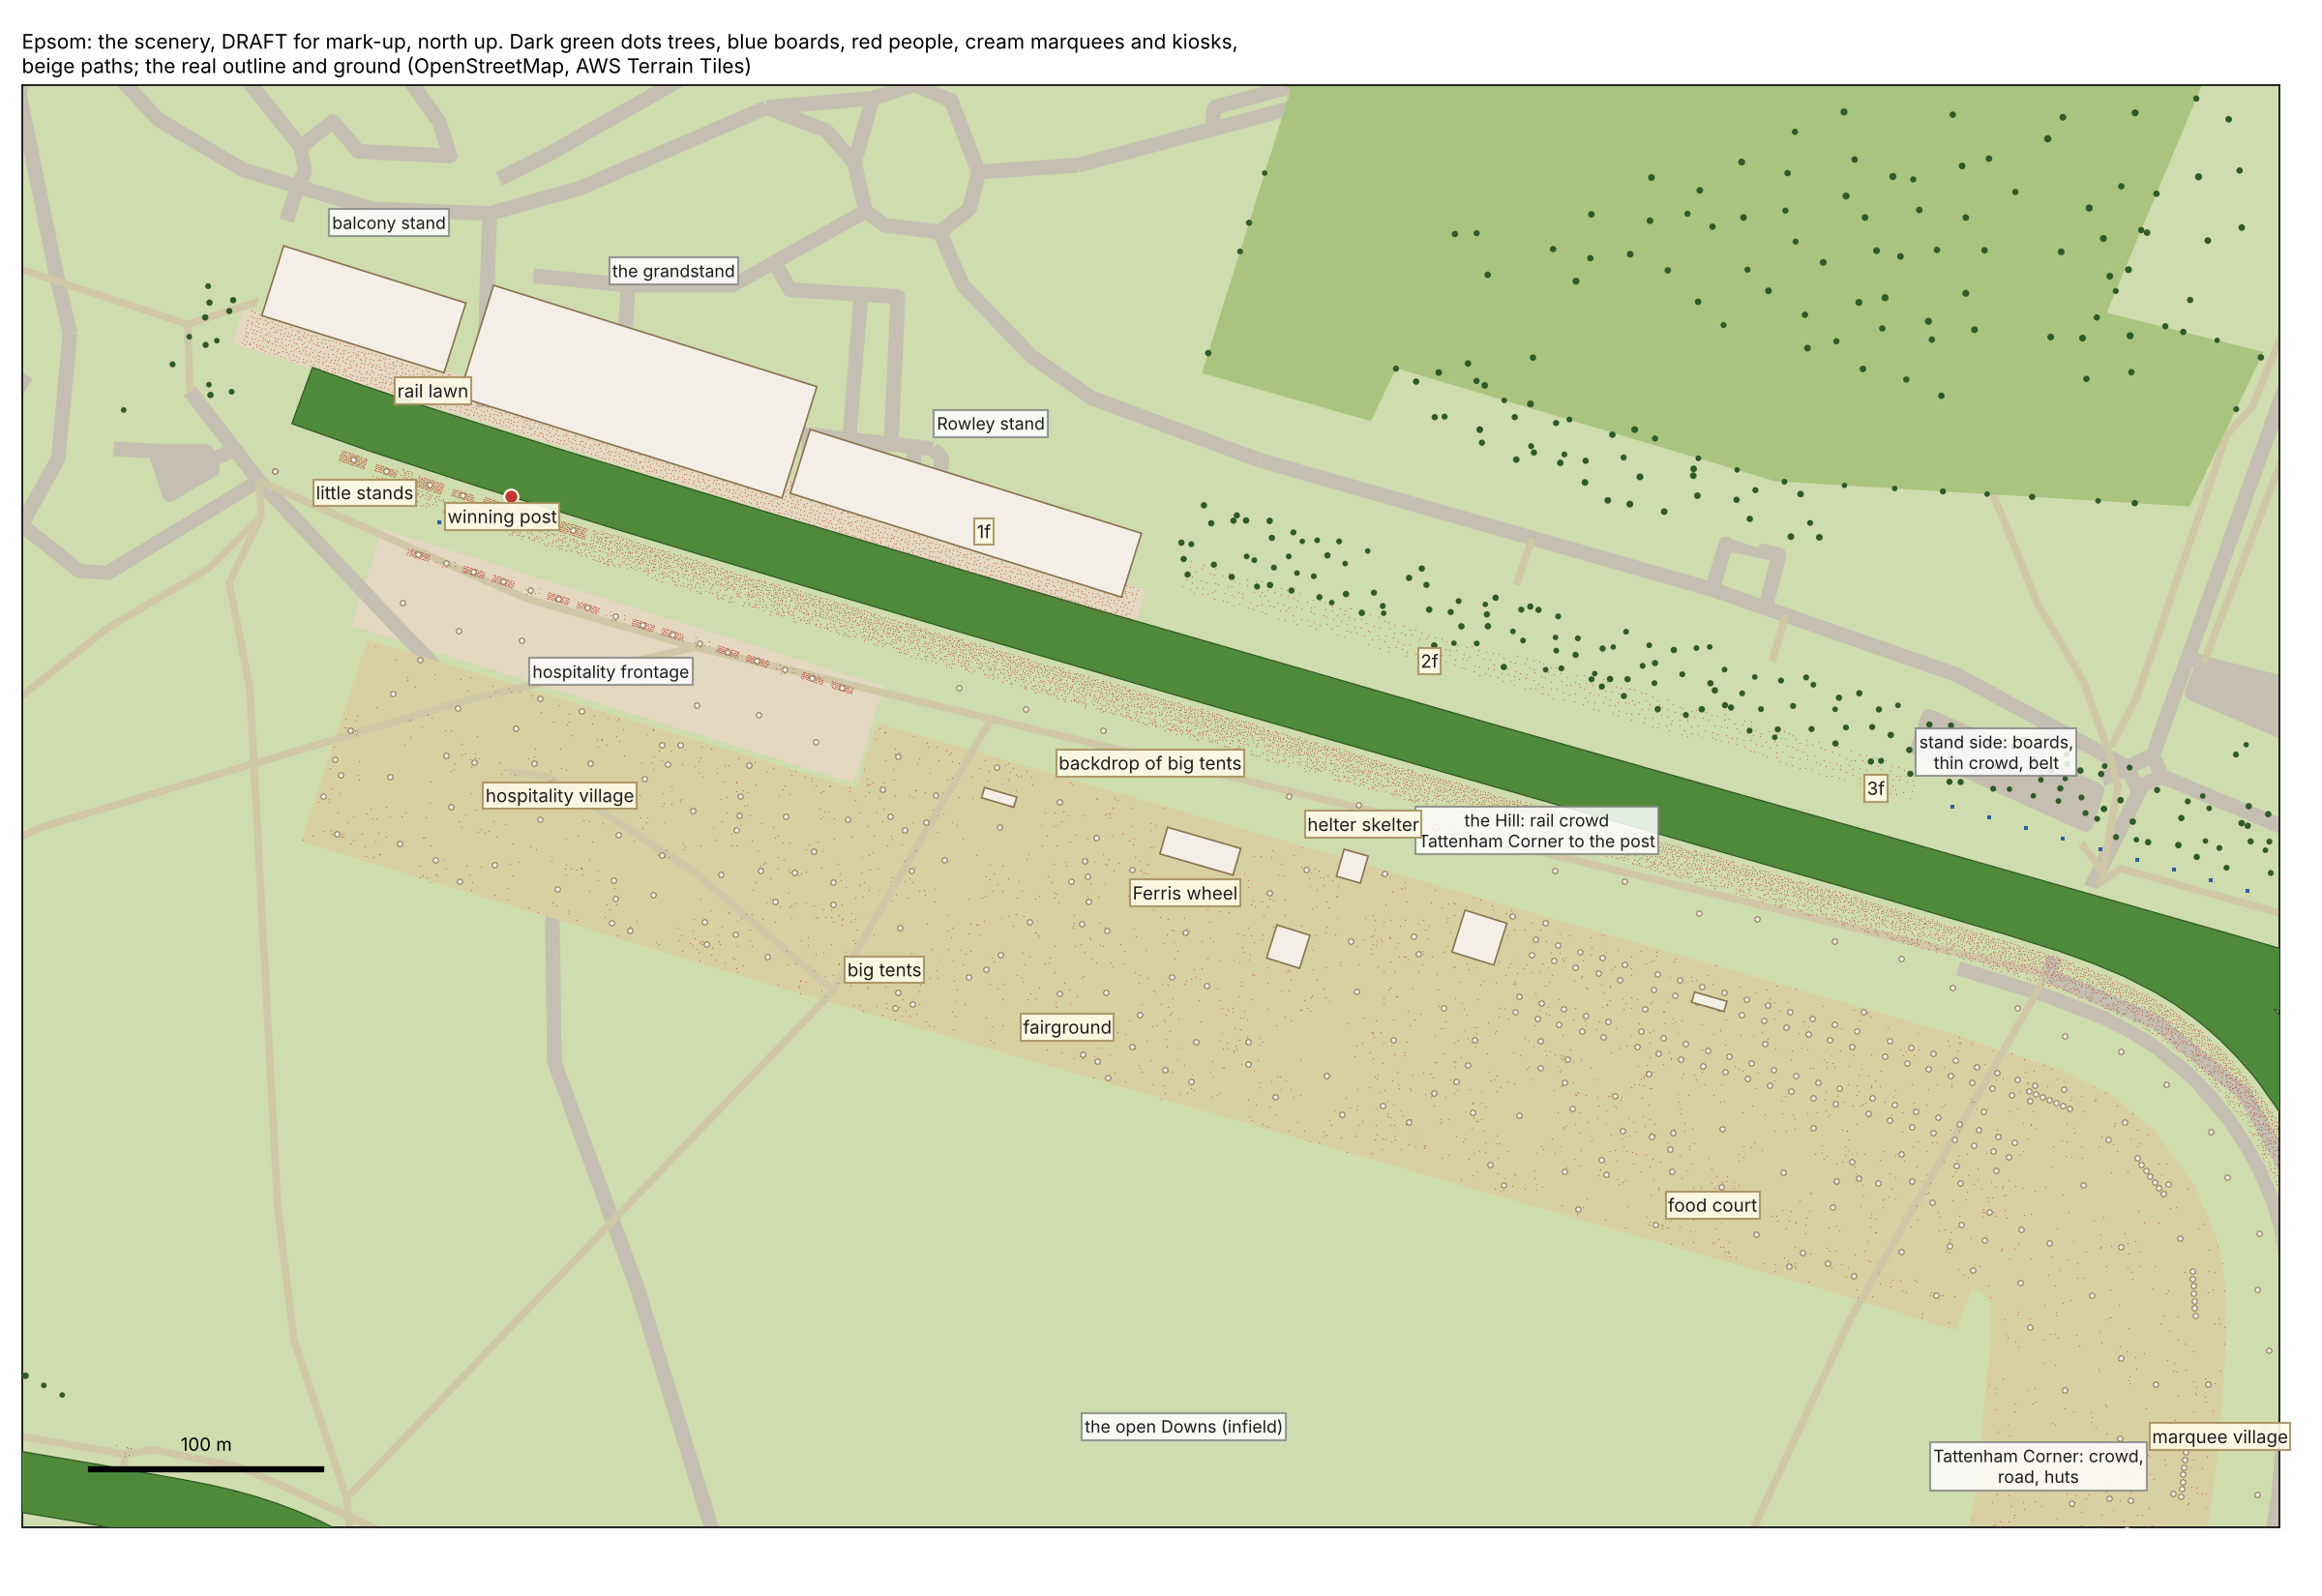 Epsom: the scenery, DRAFT for mark-up, north up. Dark green dots trees, blue boards, red people, cream marquees and kiosks,
beige paths; the real outline and ground (OpenStreetMap, AWS Terrain Tiles)
balcony stand
the grandstand
rail lawn
Rowley stand
little stands
winning post
1f
2f
hospitality frontage
stand side: boards,
thin crowd, belt
backdrop of big tents
3f
hospitality village
helter skelter
the Hill: rail crowd
Tattenham Corner to the post
Ferris wheel
big tents
fairground
food court
the open Downs (infield)
marquee village
100 m
Tattenham Corner: crowd,
road, huts